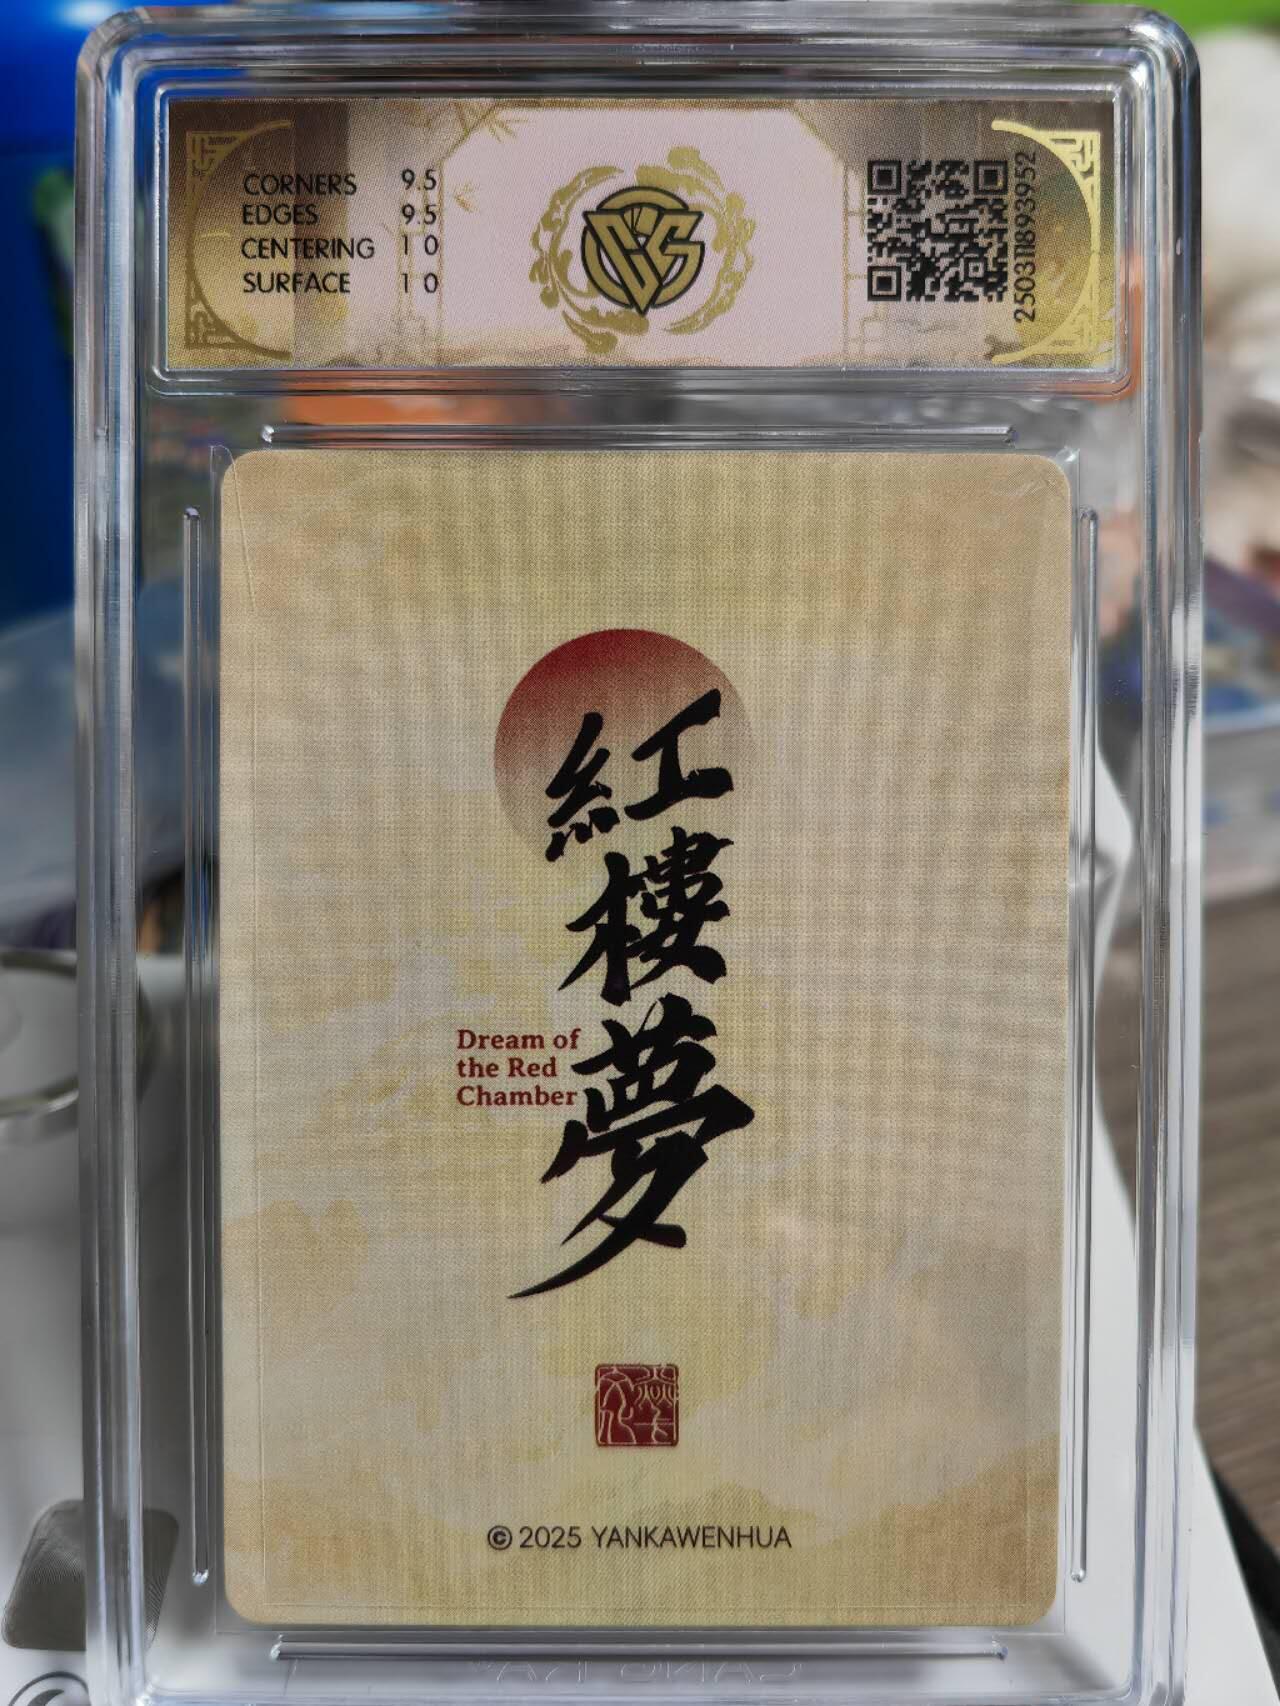 CORNERS 9.5
EDGES 9.5
CENTERING 10
SURFACE 10
250311893952
紅樓夢
Dream of
the Red
Chamber
© 2025 YANKAWENHUA